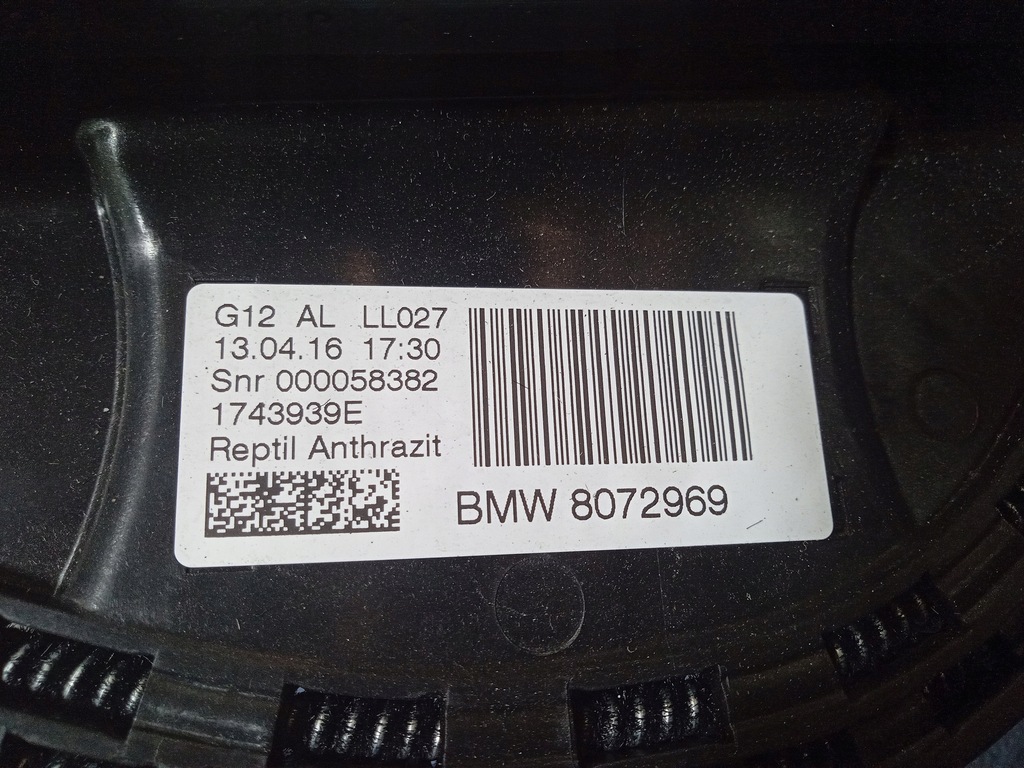 G12 AL LL027
13.04.16 17:30
Snr 000058382
1743939E
Reptil Anthrazit
BMW 8072969